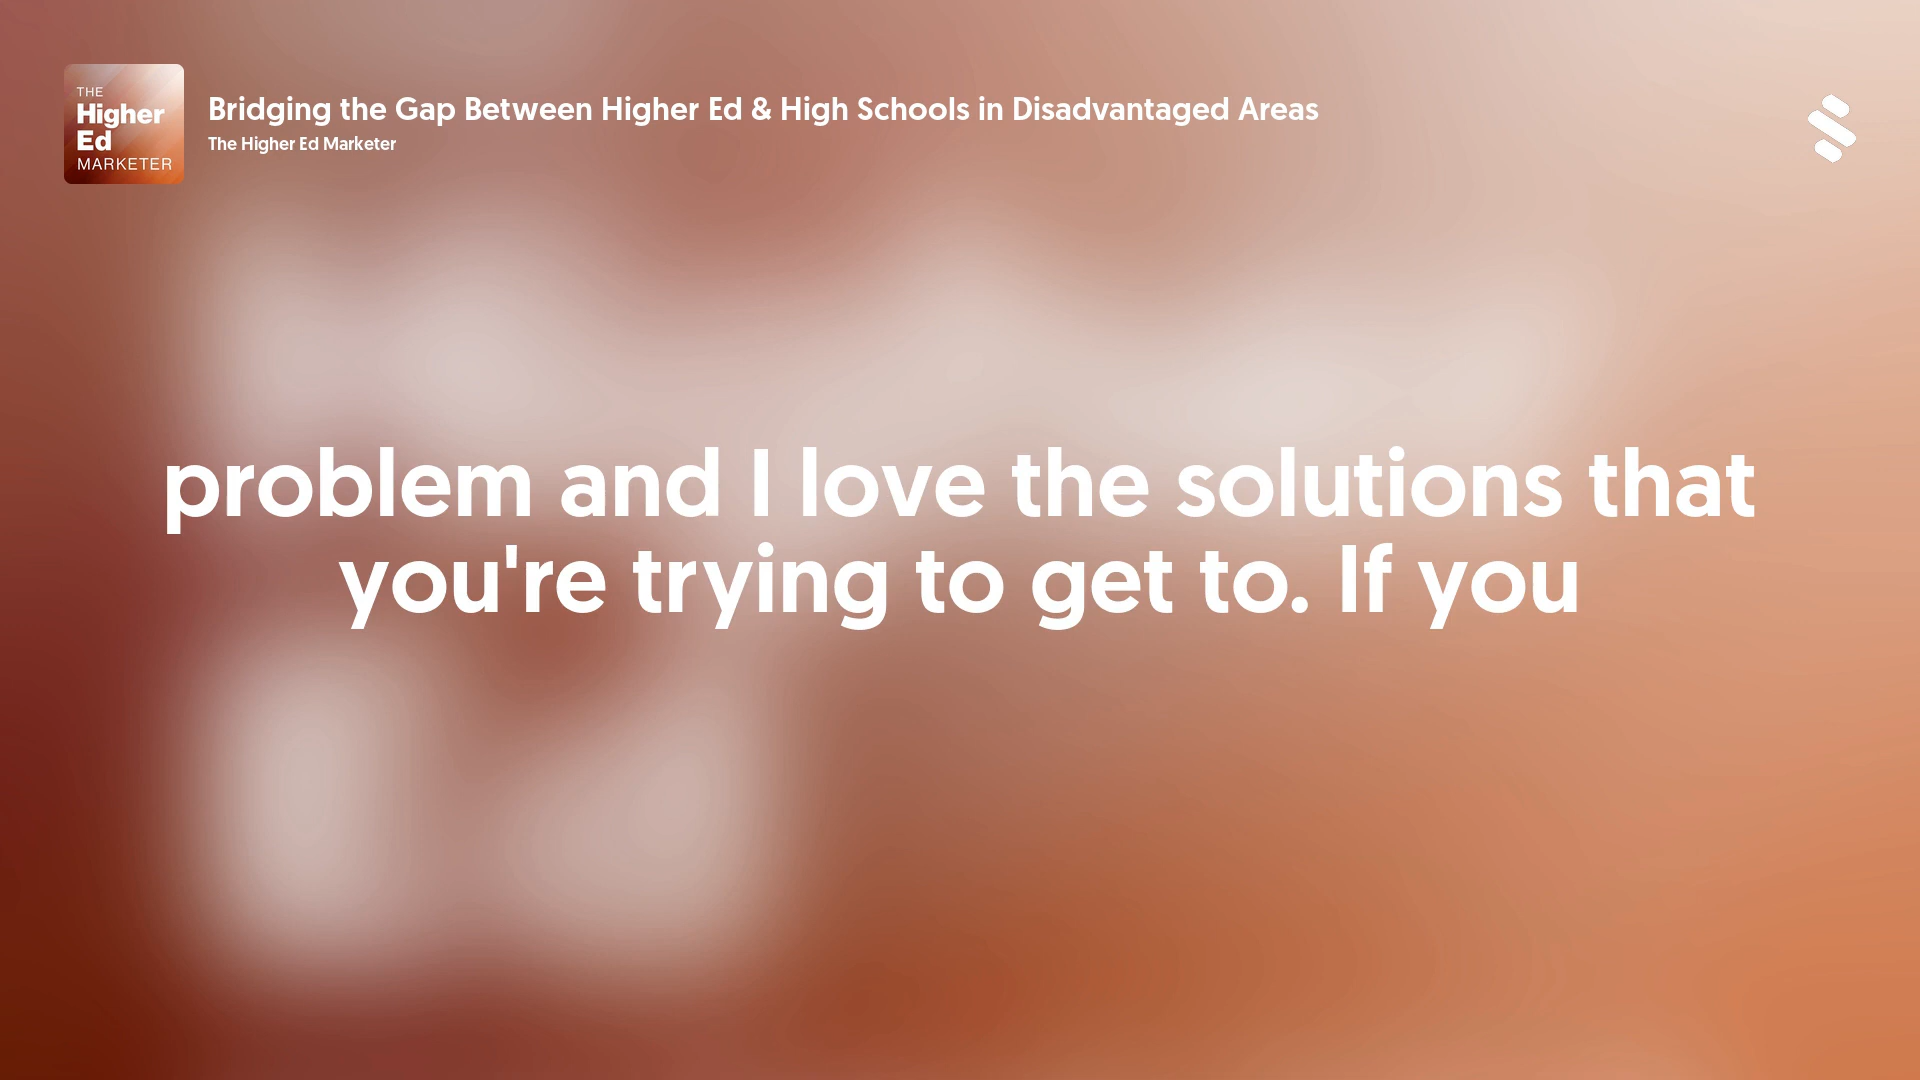 THE
Higher
Ed
MARKETER
Bridging the Gap Between Higher Ed & High Schools in Disadvantaged Areas
The Higher Ed Marketer
problem and I love the solutions that
you're trying to get to. If you